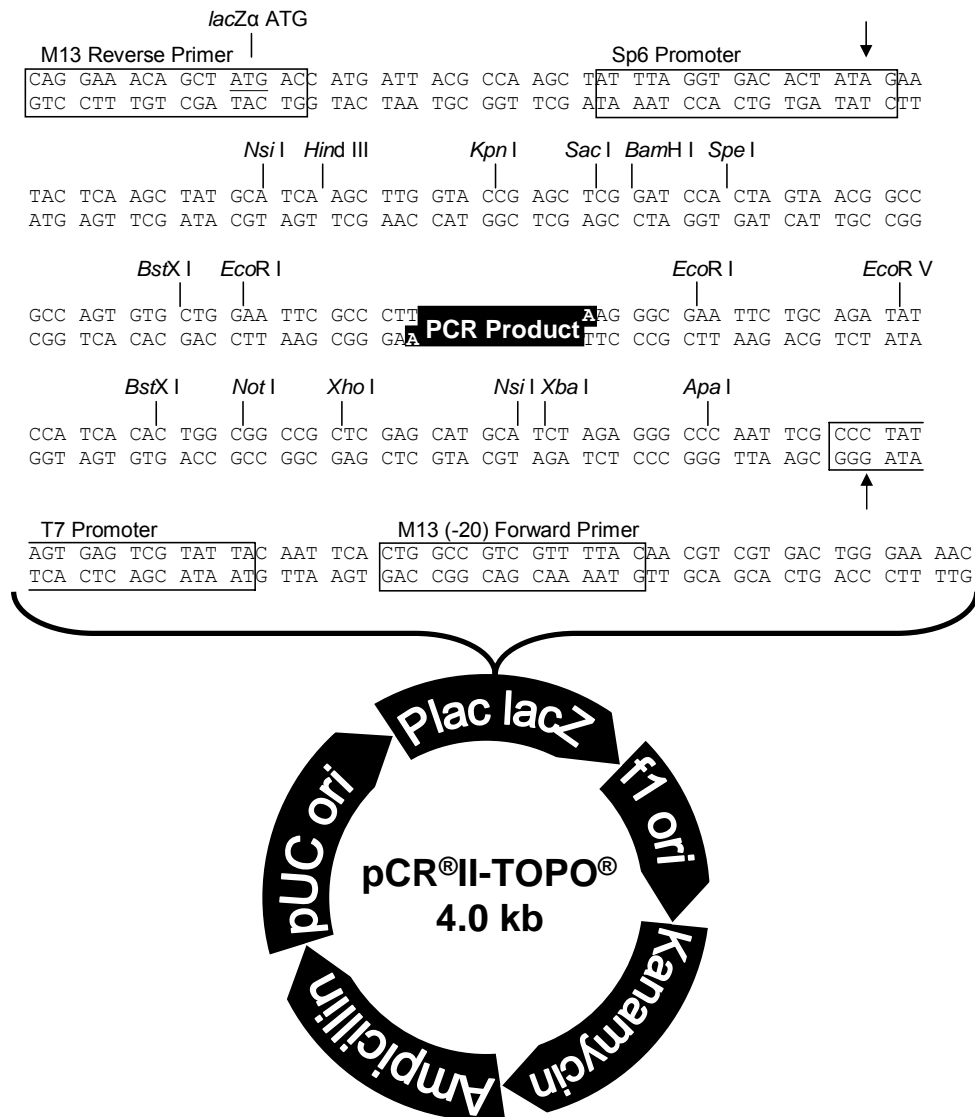 lacZα ATG
M13 Reverse Primer Sp6 Promoter
CAG GAA ACA GCT ATG ACC ATG ATT ACG CCA AGC TAT TTA GGT GAC ACT ATA GAA
GTC CTT TGT CGA TAC TGG TAC TAA TGC GGT TCG ATA AAT CCA CTG TGA TAT CTT
Nsi I Hind III Kpn I Sac I BamH I Spe I
TAC TCA AGC TAT GCA TCA AGC TTG GTA CCG AGC TCG GAT CCA CTA GTA ACG GCC
ATG AGT TCG ATA CGT AGT TCG AAC CAT GGC TCG AGC CTA GGT GAT CAT TGC CGG
BstX I EcoR I EcoR I EcoR V
GCC AGT GTG CTG GAA TTC GCC CTT AAG GGC GAA TTC TGC AGA TAT
PCR Product
CGG TCA CAC GAC CTT AAG CGG GAA TTC CCG CTT AAG ACG TCT ATA
BstX I Not I Xho I Nsi I Xba I Apa I
CCA TCA CAC TGG CGG CCG CTC GAG CAT GCA TCT AGA GGG CCC AAT TCG CCC TAT
GGT AGT GTG ACC GCC GGC GAG CTC GTA CGT AGA TCT CCC GGG TTA AGC GGG ATA
T7 Promoter M13 (-20) Forward Primer
AGT GAG TCG TAT TAC AAT TCA CTG GCC GTC GTT TTA CAA CGT CGT GAC TGG GAA AAC
TCA CTC AGC ATA ATG TTA AGT GAC CGG CAG CAA AAT GTT GCA GCA CTG ACC CTT TTG
Plac lacZ
f1 ori
pUC ori
pCR®II-TOPO®
4.0 kb
Kanamycin
Ampicillin